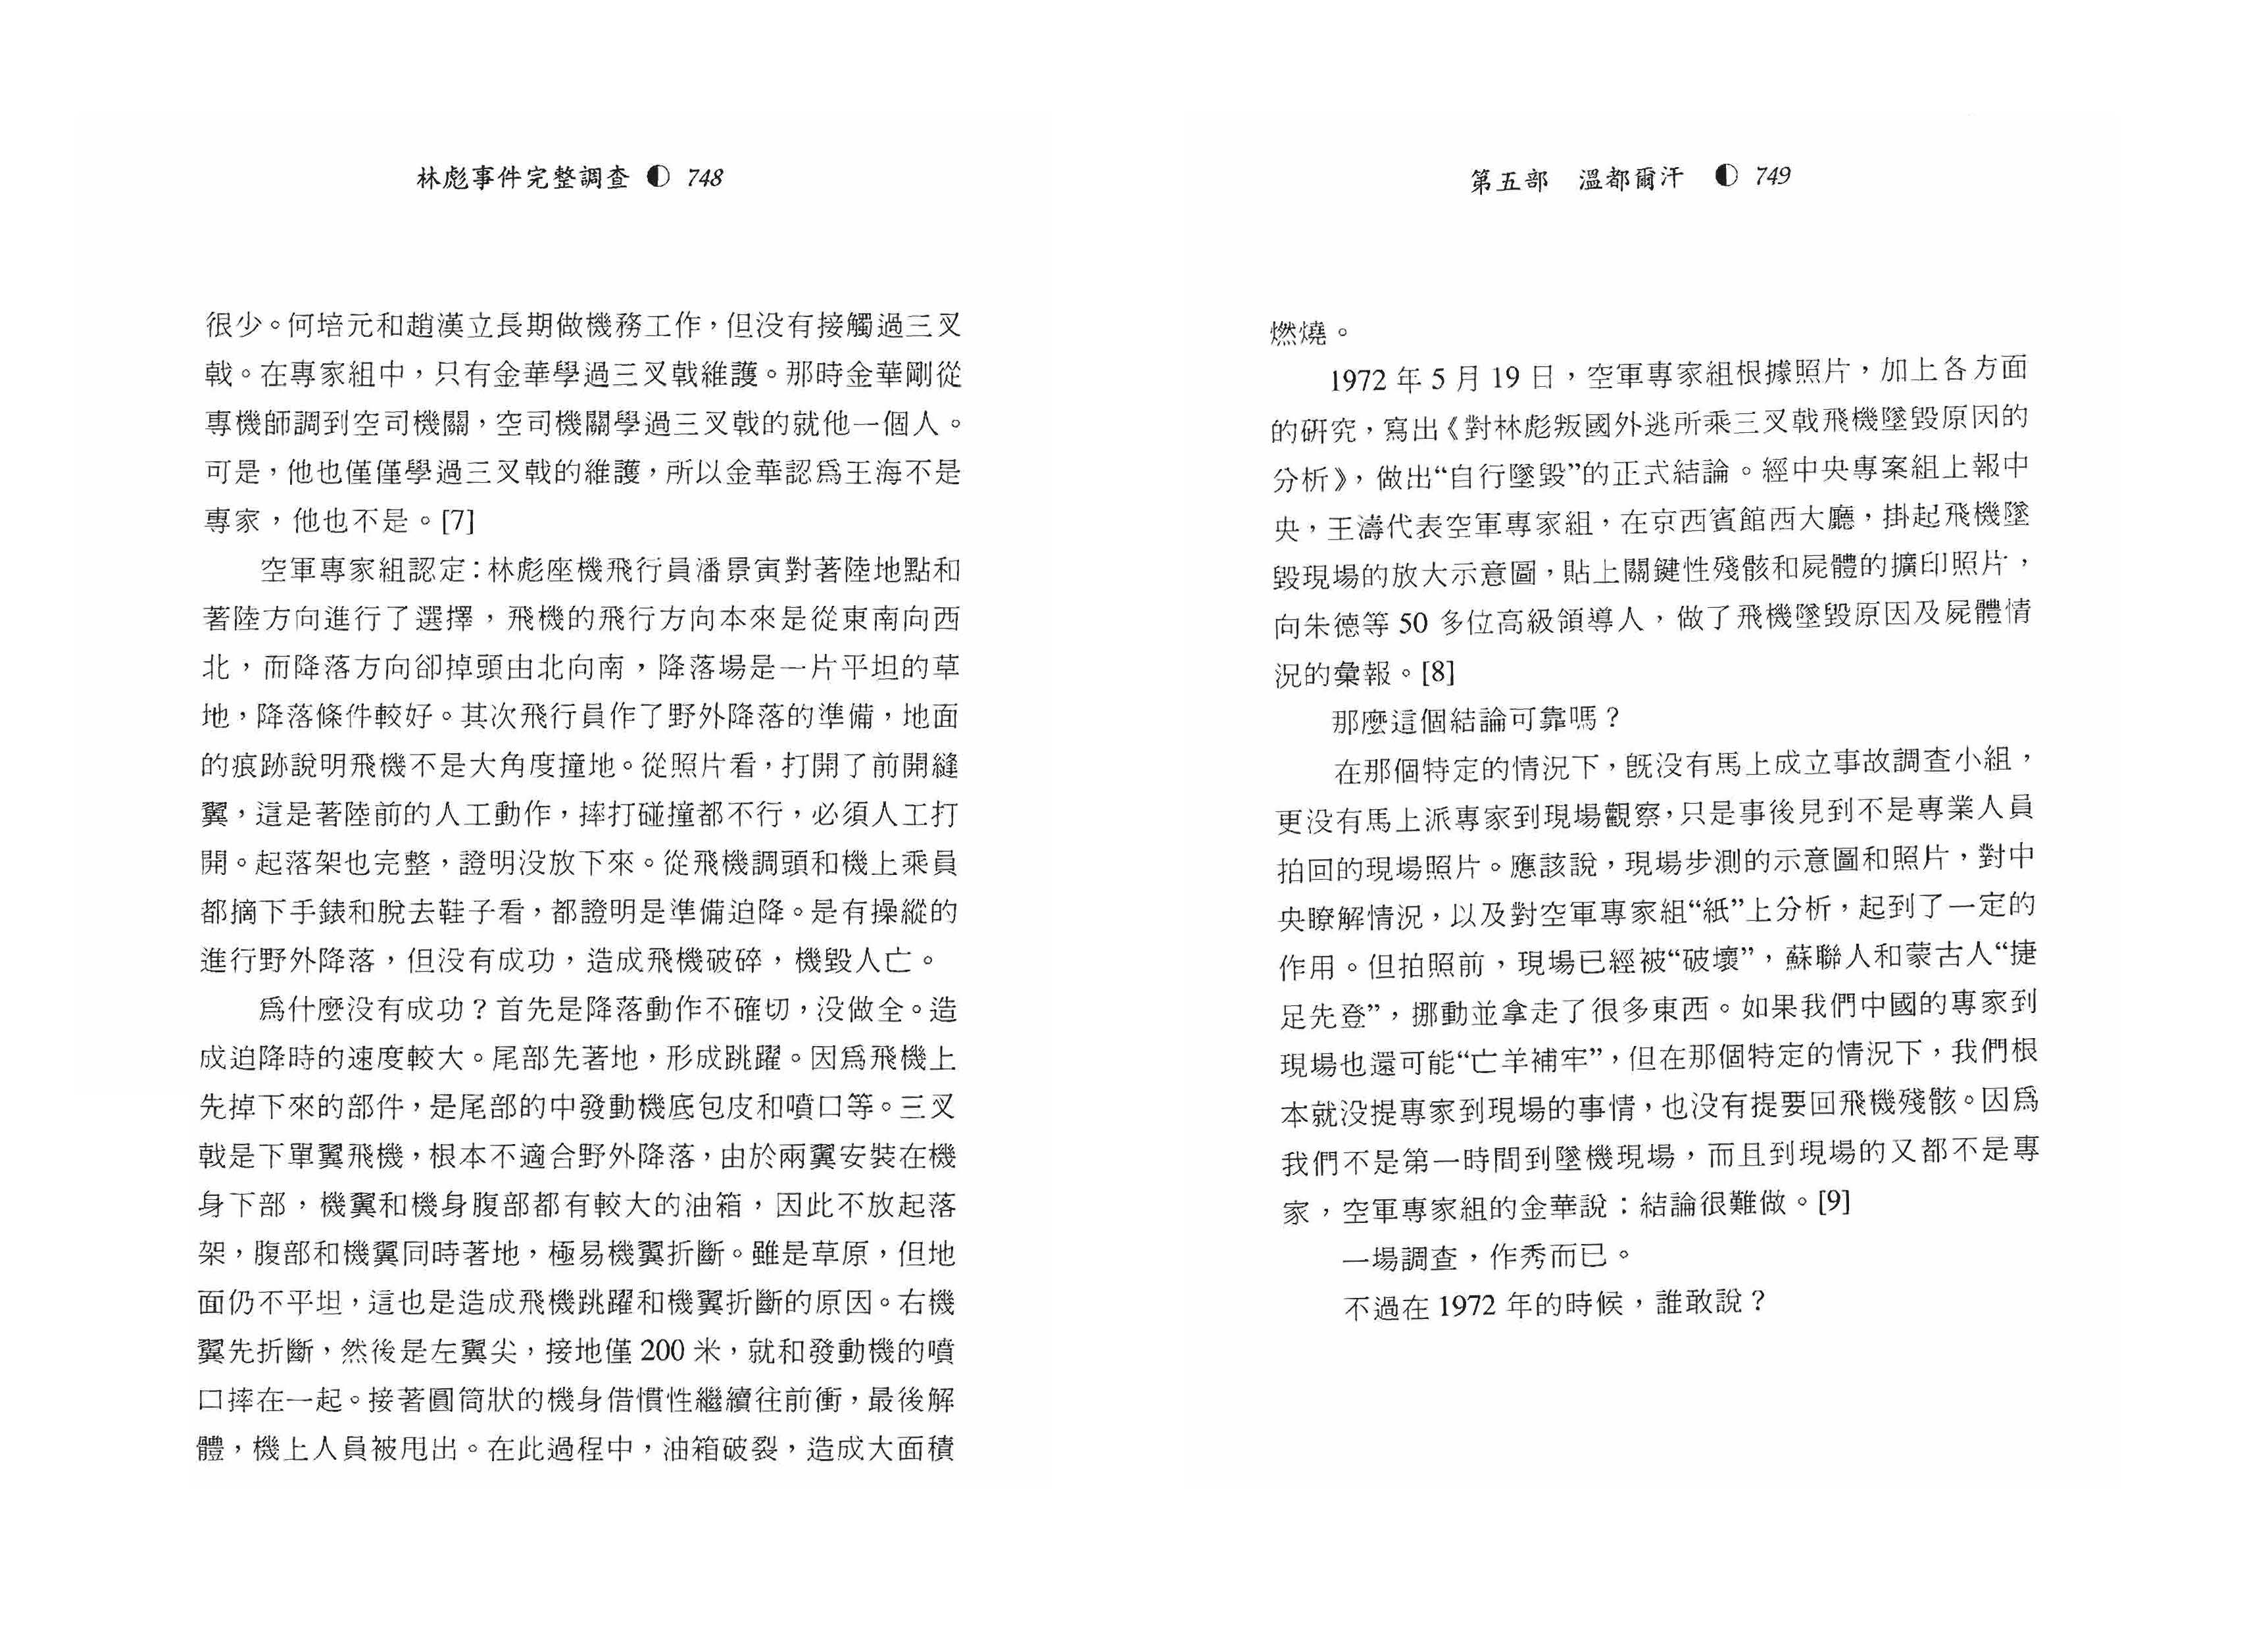 林彪事件完整調查 ◐ 748
很少。何培元和趙漢立長期做機務工作，但没有接觸過三叉
戟。在專家組中，只有金華學過三叉戟維護。那時金華剛從
專機師調到空司機關，空司機關學過三叉戟的就他一個人。
可是，他也僅僅學過三叉戟的維護，所以金華認爲王海不是
專家，他也不是。[7]
空軍專家組認定：林彪座機飛行員潘景寅對著陸地點和
著陸方向進行了選擇，飛機的飛行方向本來是從東南向西
北，而降落方向卻掉頭由北向南，降落場是一片平坦的草
地，降落條件較好。其次飛行員作了野外降落的準備，地面
的痕跡說明飛機不是大角度撞地。從照片看，打開了前開縫
翼，這是著陸前的人工動作，摔打碰撞都不行，必須人工打
開。起落架也完整，證明没放下來。從飛機調頭和機上乘員
都摘下手錶和脫去鞋子看，都證明是準備迫降。是有操縱的
進行野外降落，但没有成功，造成飛機破碎，機毀人亡。
爲什麼没有成功？首先是降落動作不確切，没做全。造
成迫降時的速度較大。尾部先著地，形成跳躍。因爲飛機上
先掉下來的部件，是尾部的中發動機底包皮和噴口等。三叉
戟是下單翼飛機，根本不適合野外降落，由於兩翼安裝在機
身下部，機翼和機身腹部都有較大的油箱，因此不放起落
架，腹部和機翼同時著地，極易機翼折斷。雖是草原，但地
面仍不平坦，這也是造成飛機跳躍和機翼折斷的原因。右機
翼先折斷，然後是左翼尖，接地僅 200 米，就和發動機的噴
口摔在一起。接著圓筒狀的機身借慣性繼續往前衝，最後解
體，機上人員被甩出。在此過程中，油箱破裂，造成大面積
第五部　溫都爾汗　◐ 749
燃燒。
1972 年 5 月 19 日，空軍專家組根據照片，加上各方面
的研究，寫出《對林彪叛國外逃所乘三叉戟飛機墜毀原因的
分析》，做出“自行墜毀”的正式結論。經中央專案組上報中
央，王濤代表空軍專家組，在京西賓館西大廳，掛起飛機墜
毀現場的放大示意圖，貼上關鍵性殘骸和屍體的擴印照片，
向朱德等 50 多位高級領導人，做了飛機墜毀原因及屍體情
況的彙報。[8]
那麼這個結論可靠嗎？
在那個特定的情況下，既没有馬上成立事故調查小組，
更没有馬上派專家到現場觀察，只是事後見到不是專業人員
拍回的現場照片。應該說，現場步測的示意圖和照片，對中
央瞭解情況，以及對空軍專家組“紙”上分析，起到了一定的
作用。但拍照前，現場已經被“破壞”，蘇聯人和蒙古人“捷
足先登”，挪動並拿走了很多東西。如果我們中國的專家到
現場也還可能“亡羊補牢”，但在那個特定的情況下，我們根
本就没提專家到現場的事情，也没有提要回飛機殘骸。因爲
我們不是第一時間到墜機現場，而且到現場的又都不是專
家，空軍專家組的金華說：結論很難做。[9]
一場調查，作秀而已。
不過在 1972 年的時候，誰敢說？